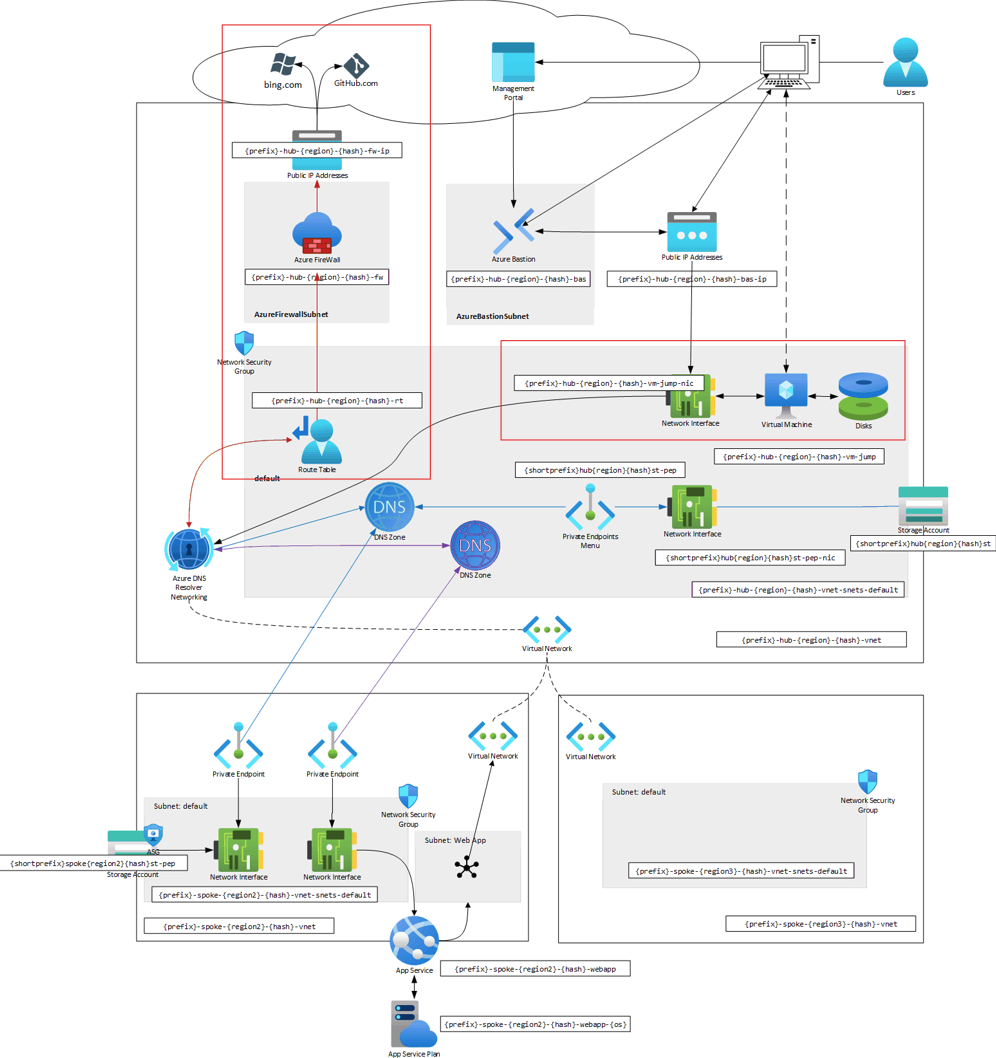 bing.com
GitHub.com
Management
Portal
Users
{prefix}-hub-{region}-{hash}-fw-ip
Public IP Addresses
Azure FireWall
{prefix}-hub-{region}-{hash}-fw
AzureFirewallSubnet
Azure Bastion
{prefix}-hub-{region}-{hash}-bas
AzureBastionSubnet
Public IP Addresses
{prefix}-hub-{region}-{hash}-bas-ip
Network Security
Group
{prefix}-hub-{region}-{hash}-rt
Route Table
default
{prefix}-hub-{region}-{hash}-vm-jump-nic
Network Interface
Virtual Machine
Disks
{prefix}-hub-{region}-{hash}-vm-jump
{shortprefix}hub{region}{hash}st-pep
DNS
DNS Zone
Private Endpoints
Menu
Network Interface
Storage Account
{shortprefix}hub{region}{hash}st
{shortprefix}hub{region}{hash}st-pep-nic
DNS
DNS Zone
Azure DNS
Resolver
Networking
{prefix}-hub-{region}-{hash}-vnet-snets-default
Virtual Network
{prefix}-hub-{region}-{hash}-vnet
Private Endpoint
Private Endpoint
Virtual Network
Virtual Network
Subnet: default
Network Security
Group
Subnet: Web App
ASG
{shortprefix}spoke{region2}{hash}st-pep
Storage Account
Network Interface
Network Interface
{prefix}-spoke-{region2}-{hash}-vnet-snets-default
{prefix}-spoke-{region2}-{hash}-vnet
Subnet: default
Network Security
Group
{prefix}-spoke-{region3}-{hash}-vnet-snets-default
{prefix}-spoke-{region3}-{hash}-vnet
App Service
{prefix}-spoke-{region2}-{hash}-webapp
{prefix}-spoke-{region2}-{hash}-webapp-{os}
App Service Plan